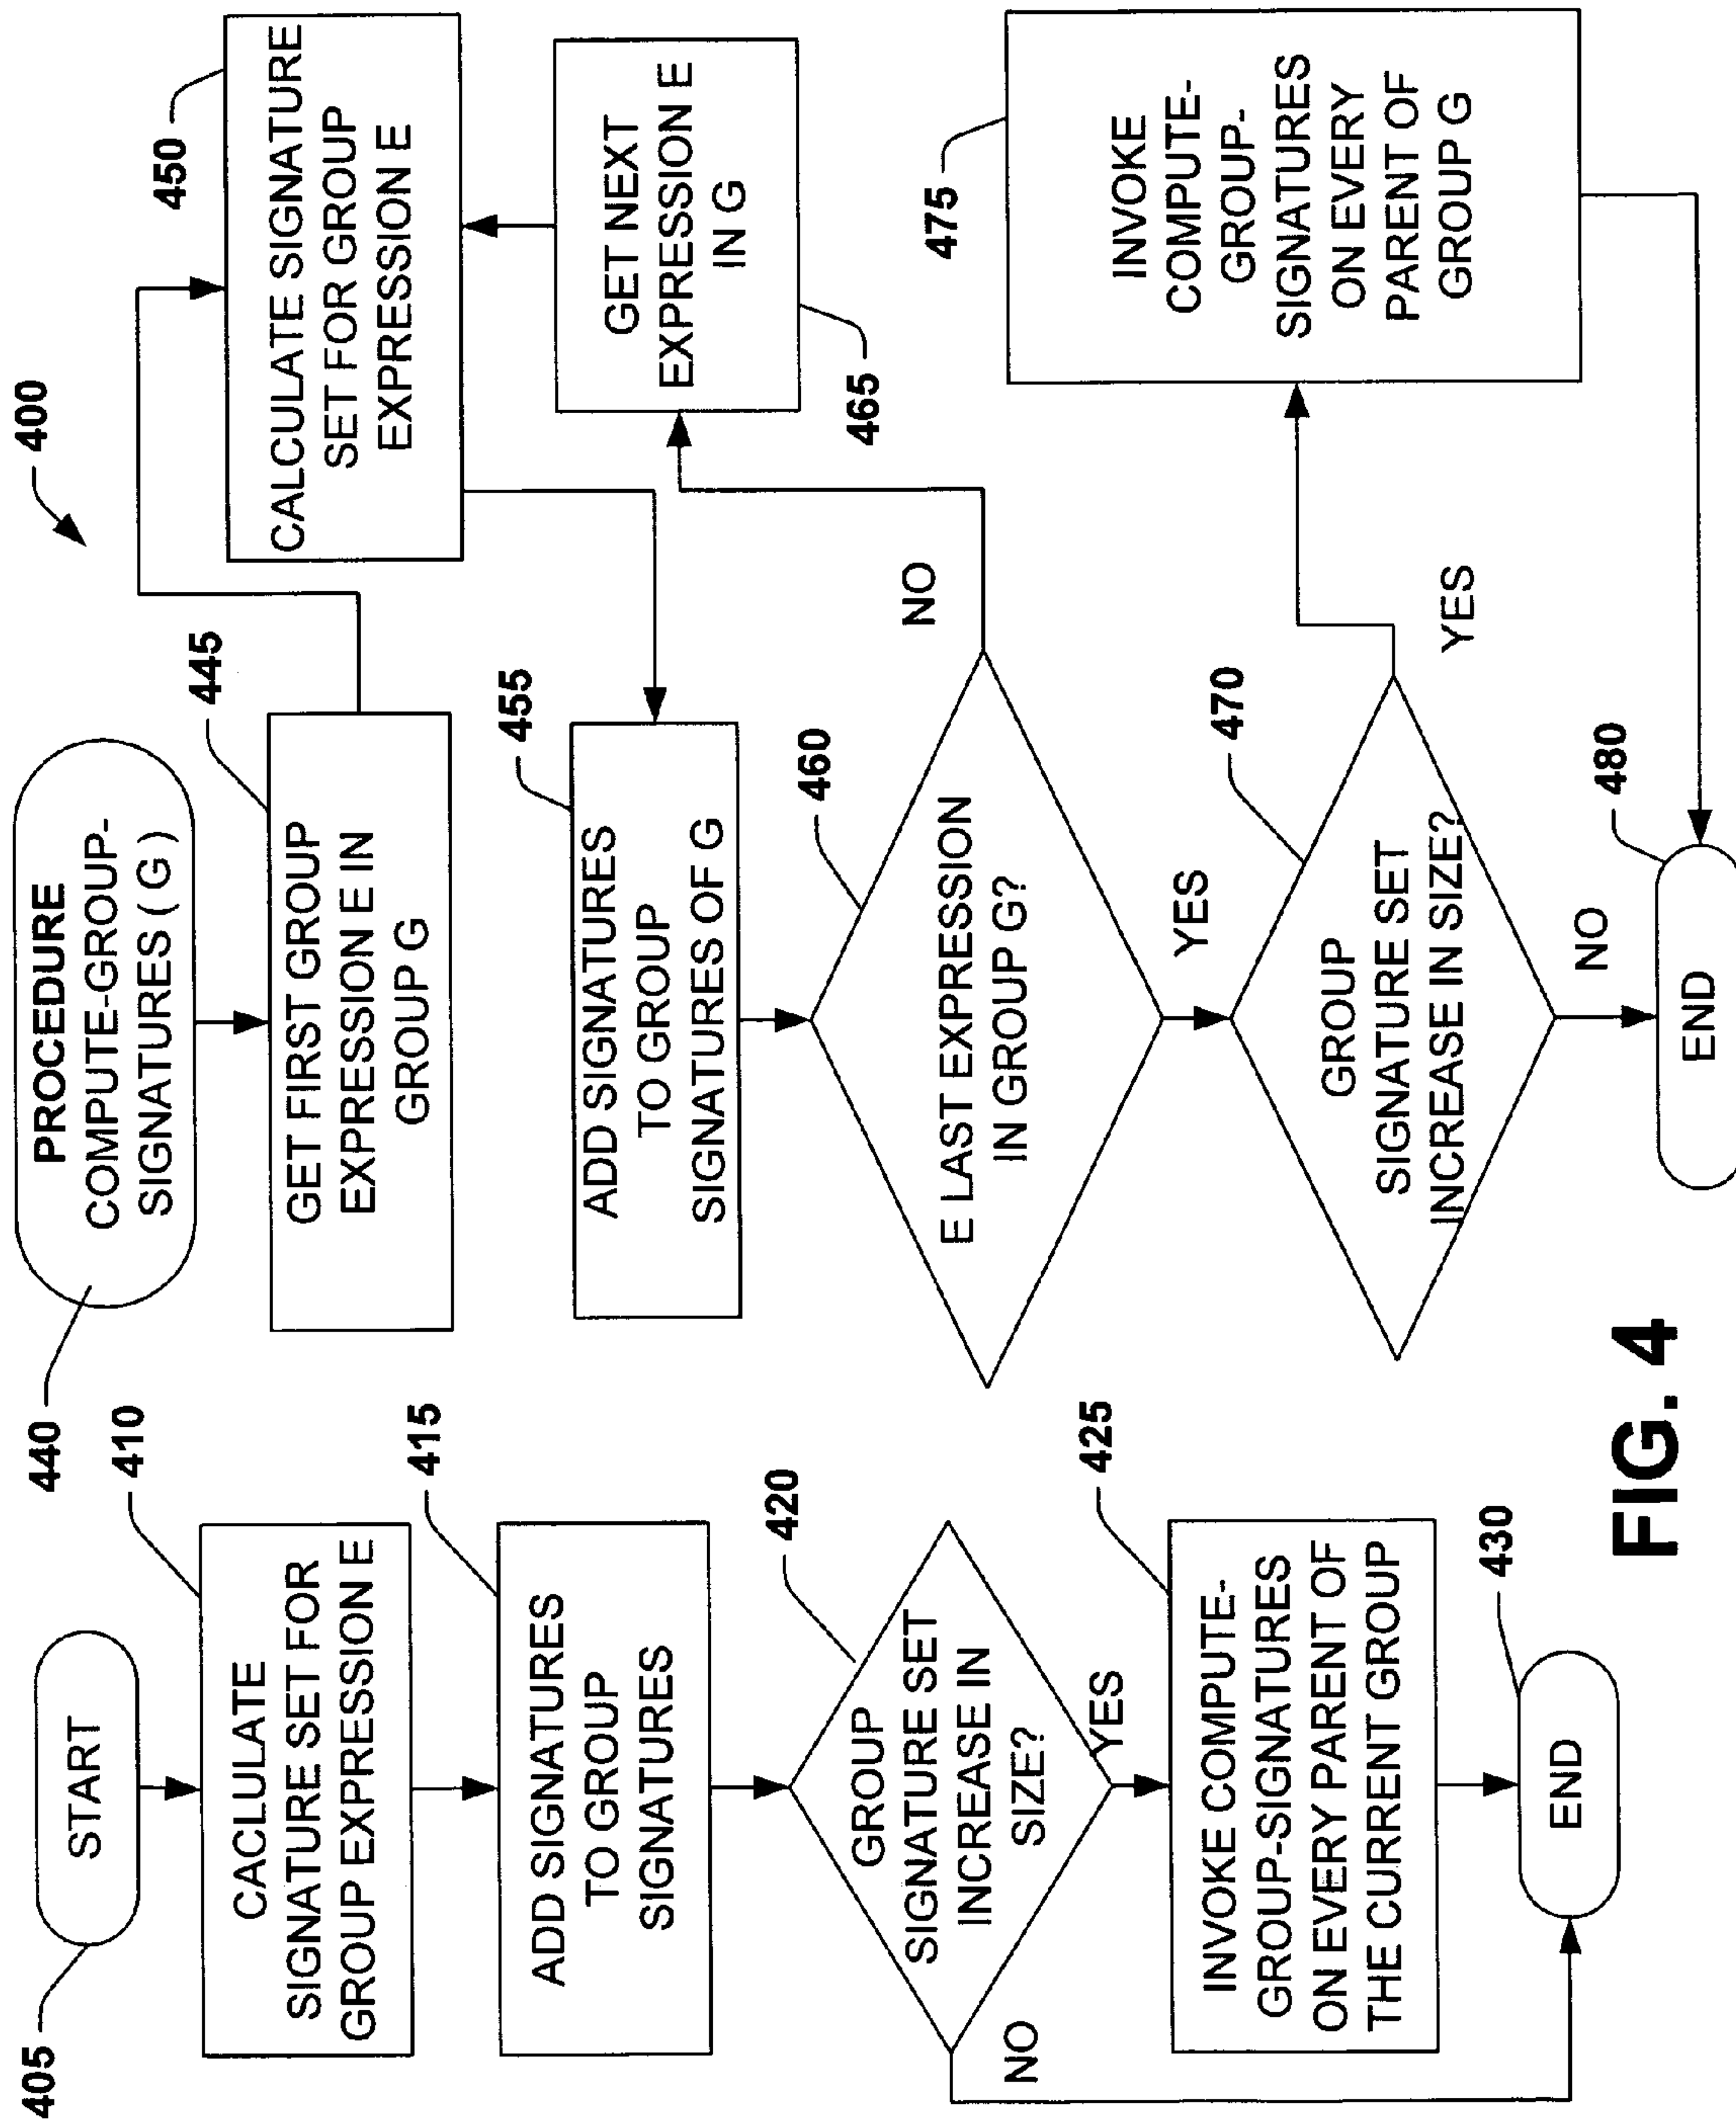 400
405
START
410
CACLULATE
SIGNATURE SET FOR
GROUP EXPRESSION E
415
ADD SIGNATURES
TO GROUP
SIGNATURES
420
GROUP
SIGNATURE SET
INCREASE IN
SIZE?
NO
YES
425
INVOKE COMPUTE-
GROUP-SIGNATURES
ON EVERY PARENT OF
THE CURRENT GROUP
430
END
440
PROCEDURE
COMPUTE-GROUP-
SIGNATURES ( G )
445
GET FIRST GROUP
EXPRESSION E IN
GROUP G
450
CALCULATE SIGNATURE
SET FOR GROUP
EXPRESSION E
455
ADD SIGNATURES
TO GROUP
SIGNATURES OF G
460
E LAST EXPRESSION
IN GROUP G?
NO
465
GET NEXT
EXPRESSION E
IN G
YES
470
GROUP
SIGNATURE SET
INCREASE IN SIZE?
YES
475
INVOKE
COMPUTE-
GROUP-
SIGNATURES
ON EVERY
PARENT OF
GROUP G
NO
480
END
FIG. 4